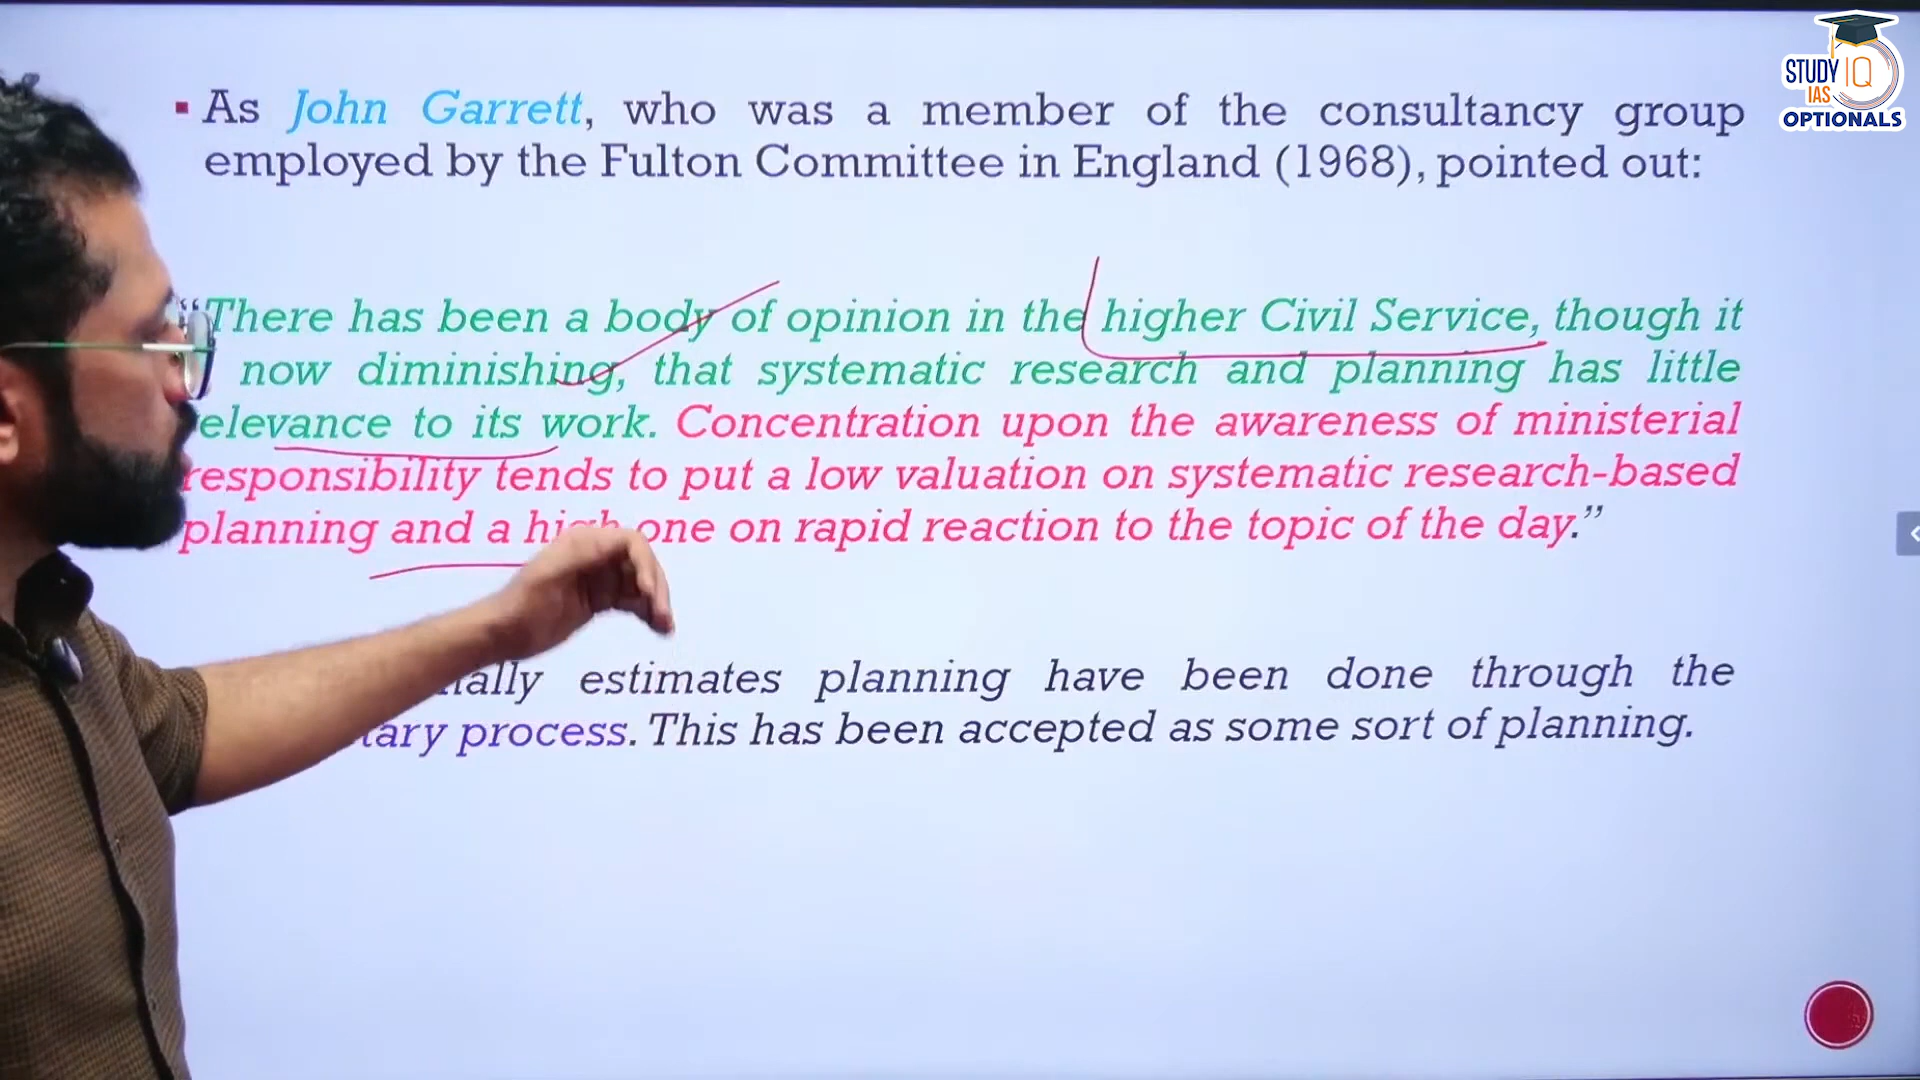 STUDY IQ
IAS
OPTIONALS
As John Garrett, who was a member of the consultancy group
employed by the Fulton Committee in England (1968), pointed out:
“There has been a body of opinion in the higher Civil Service, though it
now diminishing, that systematic research and planning has little
relevance to its work. Concentration upon the awareness of ministerial
responsibility tends to put a low valuation on systematic research-based
planning and a high one on rapid reaction to the topic of the day.”
estimates planning have been done through the
process. This has been accepted as some sort of planning.